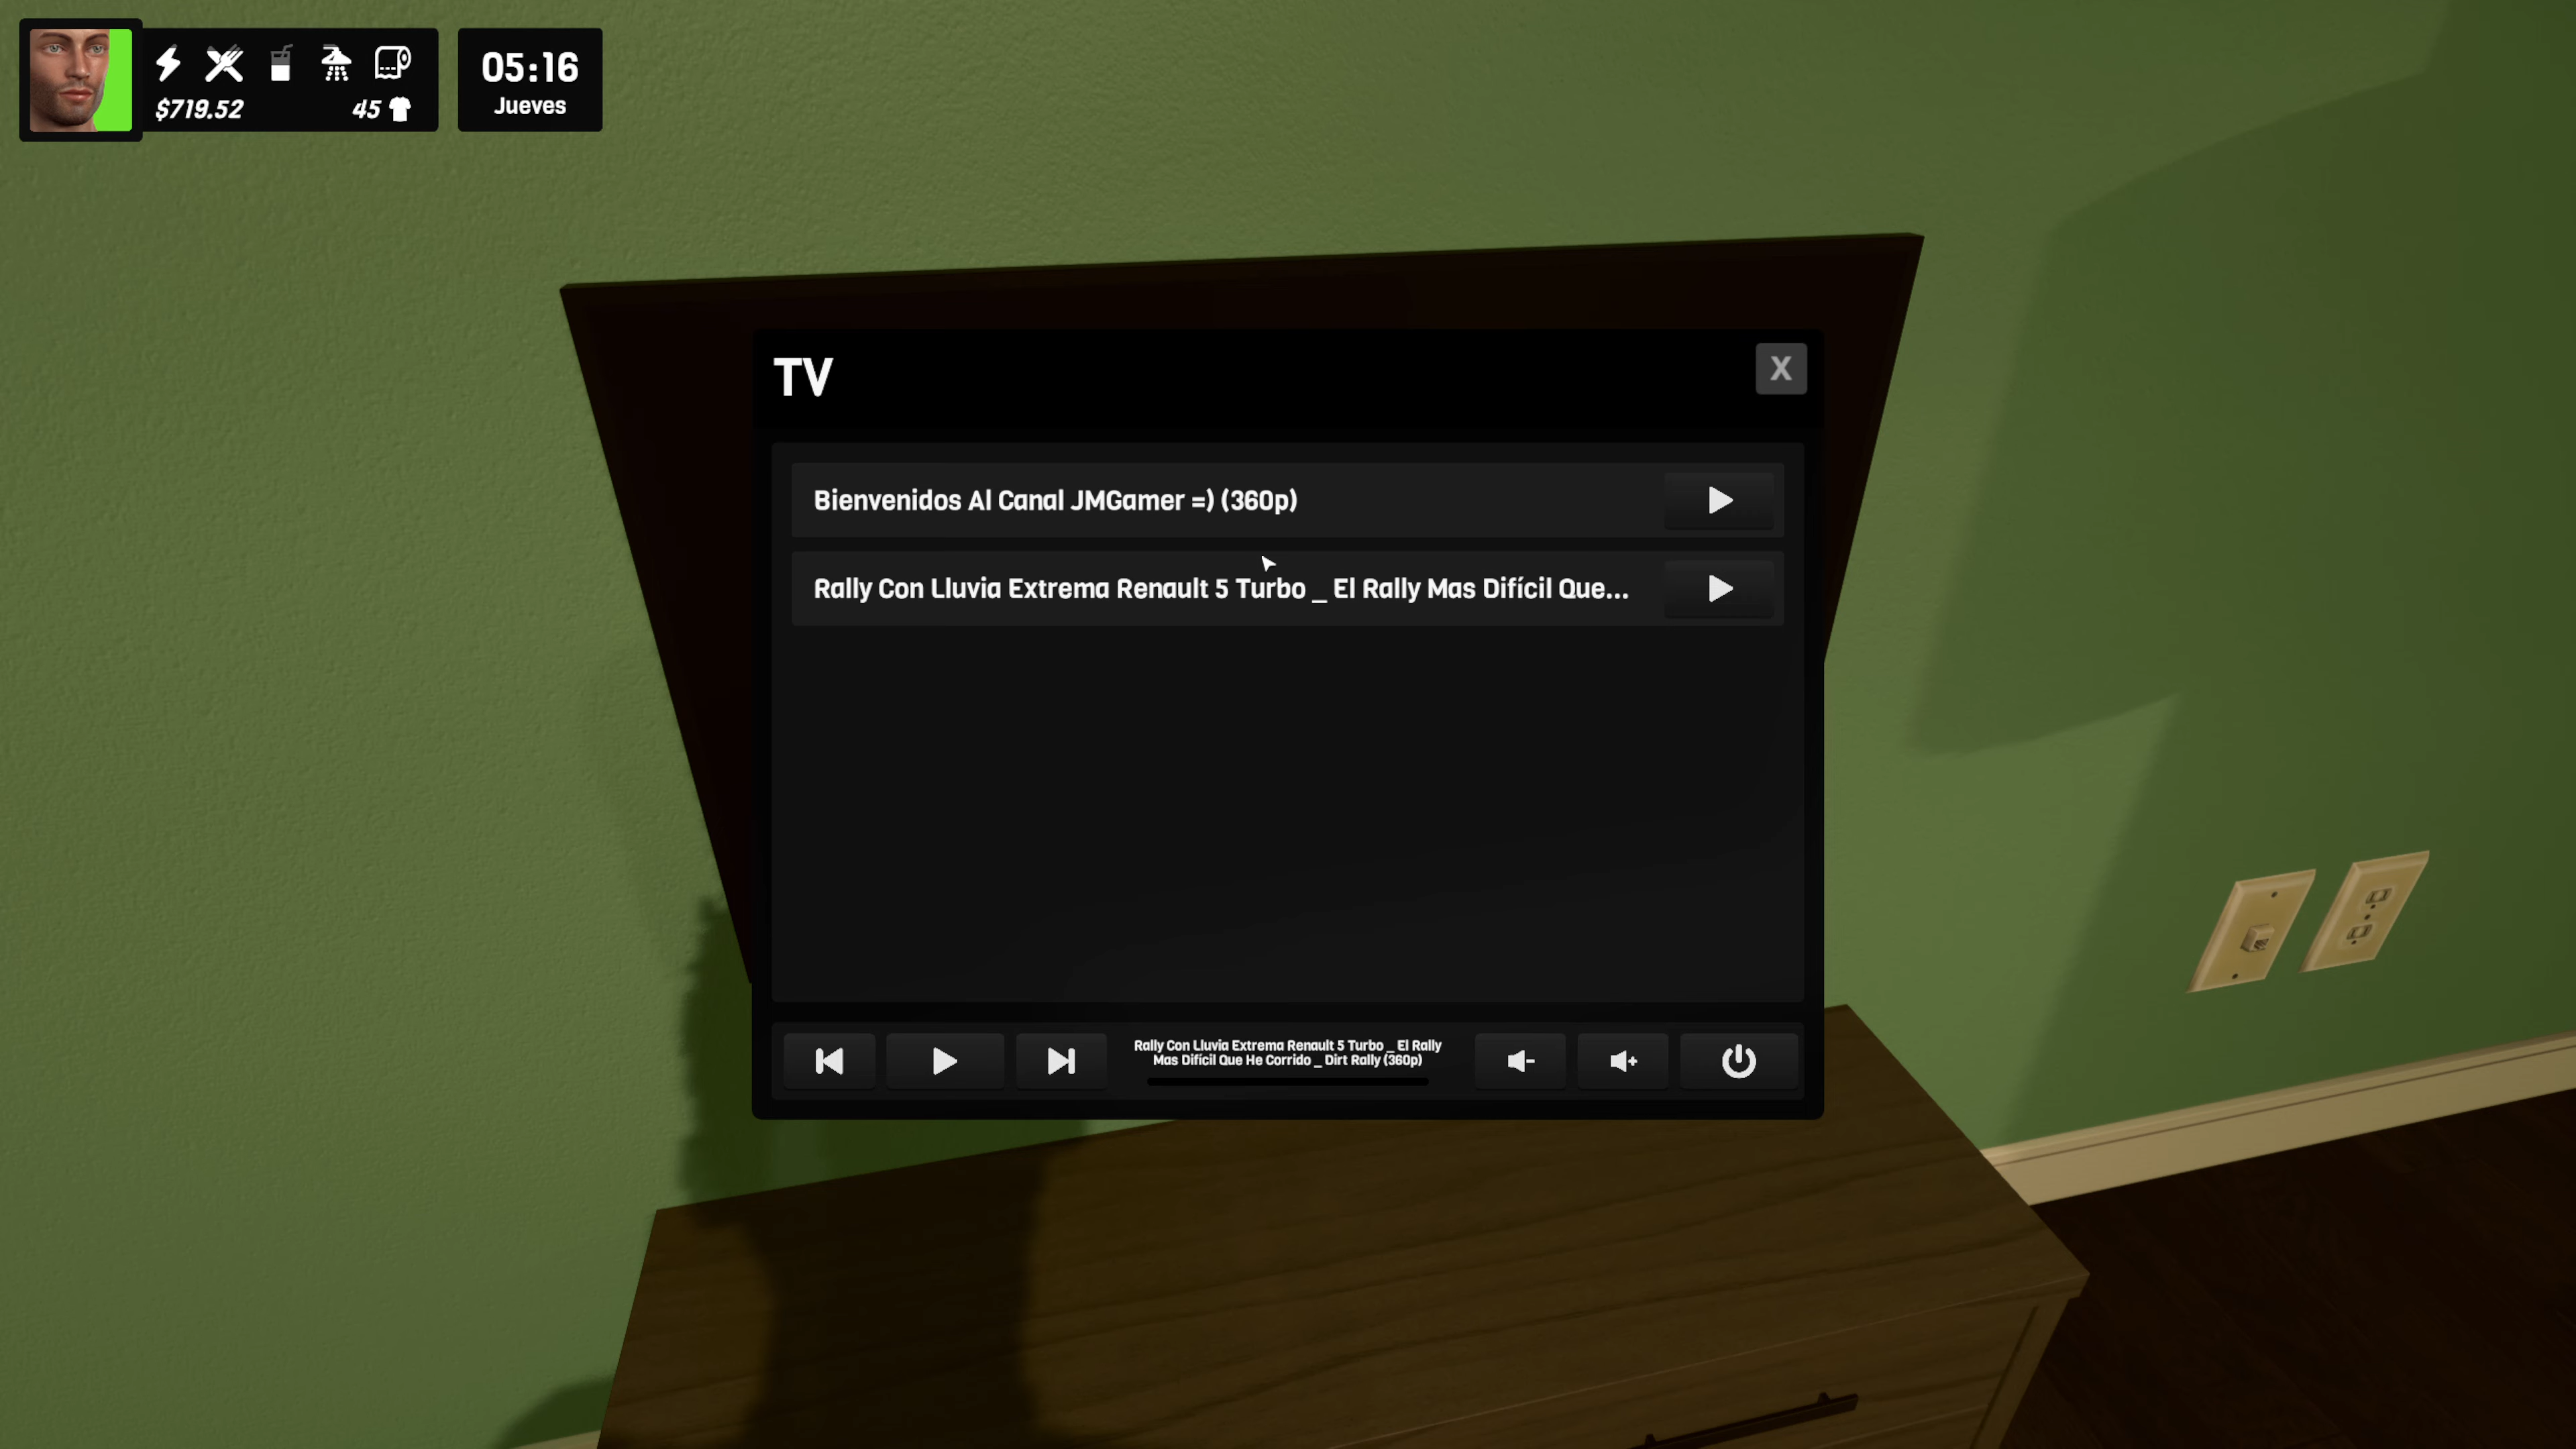 $719.52
45
05:16
Jueves
TV
X
Bienvenidos Al Canal JMGamer =) (360p)
Rally Con Lluvia Extrema Renault 5 Turbo _ El Rally Mas Difícil Que...
Rally Con Lluvia Extrema Renault 5 Turbo _ El Rally
Mas Difícil Que He Corrido _ Dirt Rally (360p)